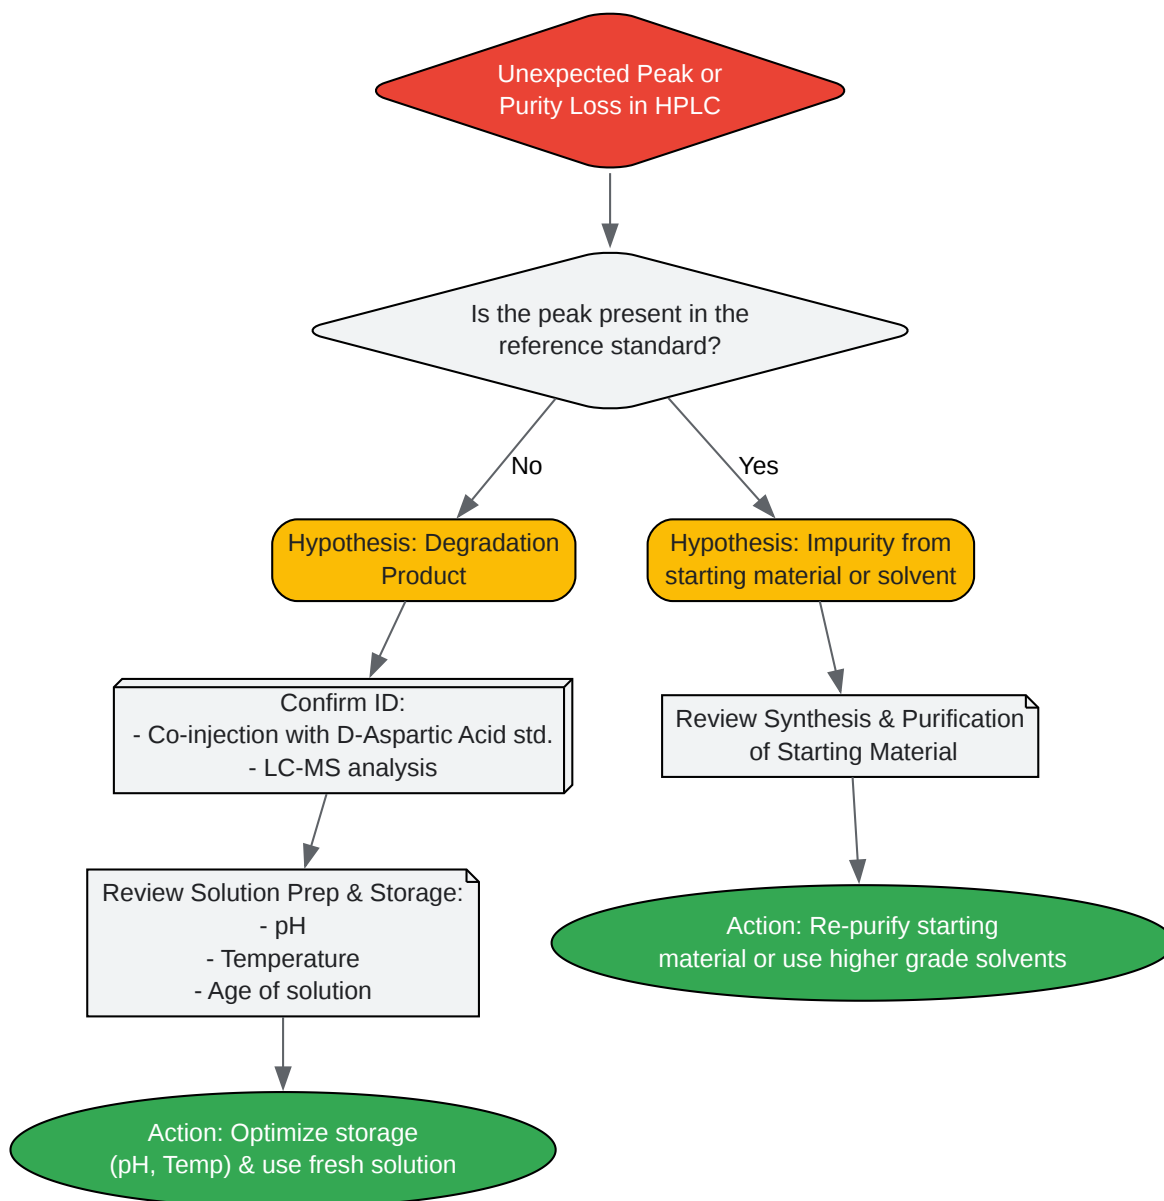 Unexpected Peak or
Purity Loss in HPLC
Is the peak present in the
reference standard?
No
Yes
Hypothesis: Degradation
Product
Hypothesis: Impurity from
starting material or solvent
Confirm ID:
- Co-injection with D-Aspartic Acid std.
- LC-MS analysis
Review Synthesis & Purification
of Starting Material
Review Solution Prep & Storage:
- pH
- Temperature
- Age of solution
Action: Re-purify starting
material or use higher grade solvents
Action: Optimize storage
(pH, Temp) & use fresh solution